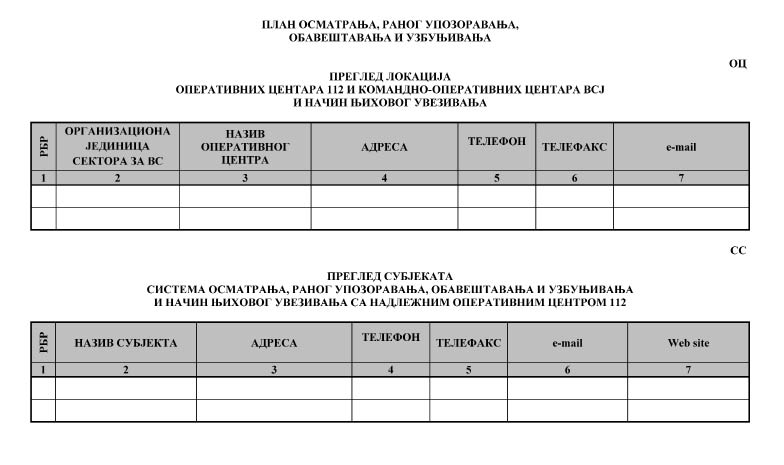 ПЛАН ОСМАТРАЊА, РАНОГ УПОЗОРАВАЊА,
ОБАВЕШТАВАЊА И УЗБУЊИВАЊА
ОЦ
ПРЕГЛЕД ЛОКАЦИЈА
ОПЕРАТИВНИХ ЦЕНТАРА 112 И КОМАНДНО-ОПЕРАТИВНИХ ЦЕНТАРА ВСЈ
И НАЧИН ЊИХОВОГ УВЕЗИВАЊА
РБР
ОРГАНИЗАЦИОНА
ЈЕДИНИЦА
СЕКТОРА ЗА ВС
НАЗИВ
ОПЕРАТИВНОГ
ЦЕНТРА
АДРЕСА
ТЕЛЕФОН
ТЕЛЕФАКС
e-mail
1 2 3 4 5 6 7
СС
ПРЕГЛЕД СУБЈЕКАТА
СИСТЕМА ОСМАТРАЊА, РАНОГ УПОЗОРАВАЊА, ОБАВЕШТАВАЊА И УЗБУЊИВАЊА
И НАЧИН ЊИХОВОГ УВЕЗИВАЊА СА НАДЛЕЖНИМ ОПЕРАТИВНИМ ЦЕНТРОМ 112
РБР
НАЗИВ СУБЈЕКТА
АДРЕСА
ТЕЛЕФОН
ТЕЛЕФАКС
e-mail
Web site
1 2 3 4 5 6 7